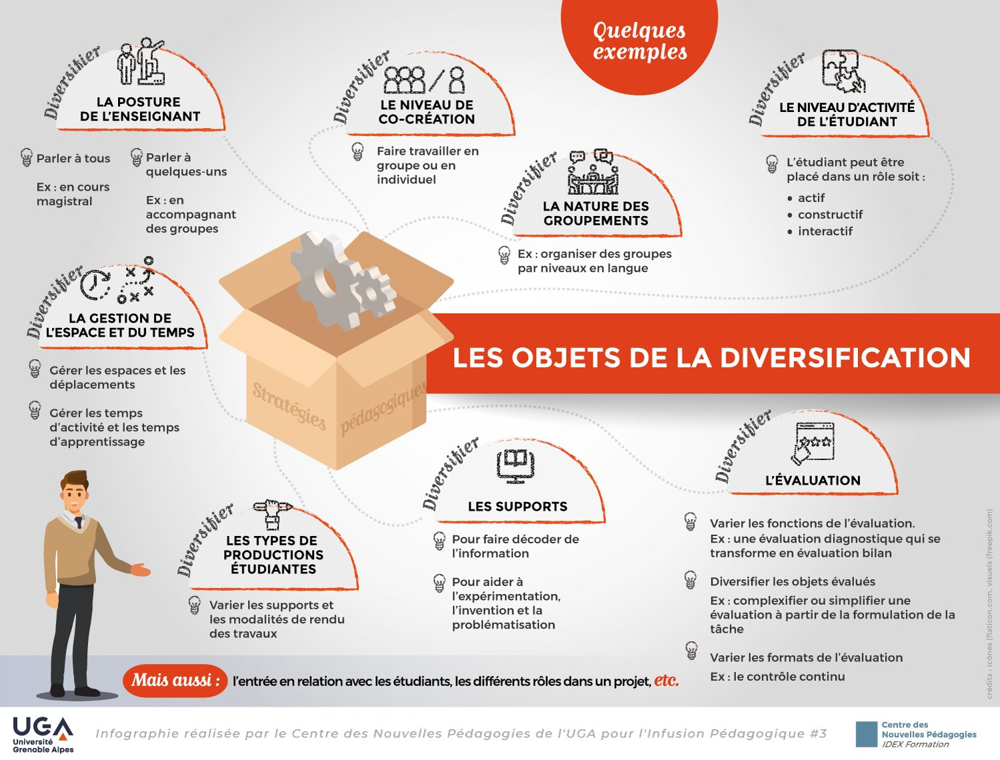 Quelques
exemples
Diversifier
LA POSTURE
DE L'ENSEIGNANT
Parler à tous
Ex : en cours
magistral
Parler à
quelques-uns
Ex : en
accompagnant
des groupes
Diversifier
LE NIVEAU DE
CO-CRÉATION
Faire travailler en
groupe ou en
individuel
Diversifier
LA NATURE DES
GROUPEMENTS
Ex : organiser des groupes
par niveaux en langue
Diversifier
LE NIVEAU D'ACTIVITÉ
DE L'ÉTUDIANT
L'étudiant peut être
placé dans un rôle soit :
• actif
• constructif
• interactif
Diversifier
LA GESTION DE
L'ESPACE ET DU TEMPS
Gérer les espaces et les
déplacements
Gérer les temps
d'activité et les temps
d'apprentissage
Stratégies
pédagogiques
LES OBJETS DE LA DIVERSIFICATION
Diversifier
LES TYPES DE
PRODUCTIONS
ÉTUDIANTES
Varier les supports et
les modalités de rendu
des travaux
Diversifier
LES SUPPORTS
Pour faire décoder de
l'information
Pour aider à
l'expérimentation,
l'invention et la
problématisation
Diversifier
L'ÉVALUATION
Varier les fonctions de l'évaluation.
Ex : une évaluation diagnostique qui se
transforme en évaluation bilan
Diversifier les objets évalués
Ex : complexifier ou simplifier une
évaluation à partir de la formulation de la
tâche
Varier les formats de l'évaluation
Ex : le contrôle continu
Mais aussi : l'entrée en relation avec les étudiants, les différents rôles dans un projet, etc.
crédits : icônes (flaticon.com, visuels (freepik.com)
UGA
Université
Grenoble Alpes
Infographie réalisée par le Centre des Nouvelles Pédagogies de l'UGA pour l'Infusion Pédagogique #3
Centre des
Nouvelles Pédagogies
IDEX Formation